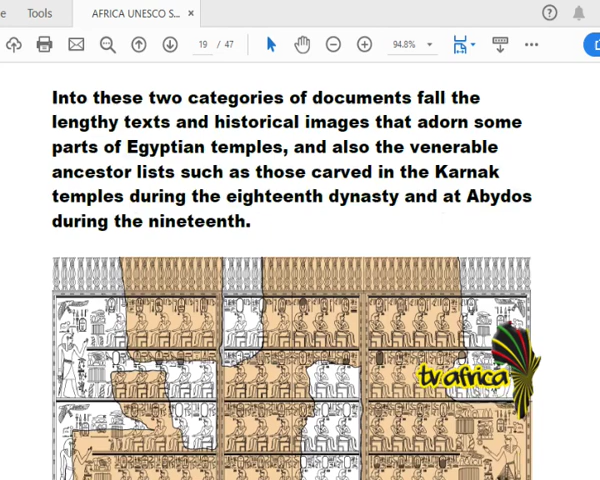 e
Tools
AFRICA UNESCO S... ×
19 / 47
94.8%
Into these two categories of documents fall the
lengthy texts and historical images that adorn some
parts of Egyptian temples, and also the venerable
ancestor lists such as those carved in the Karnak
temples during the eighteenth dynasty and at Abydos
during the nineteenth.
tv africa